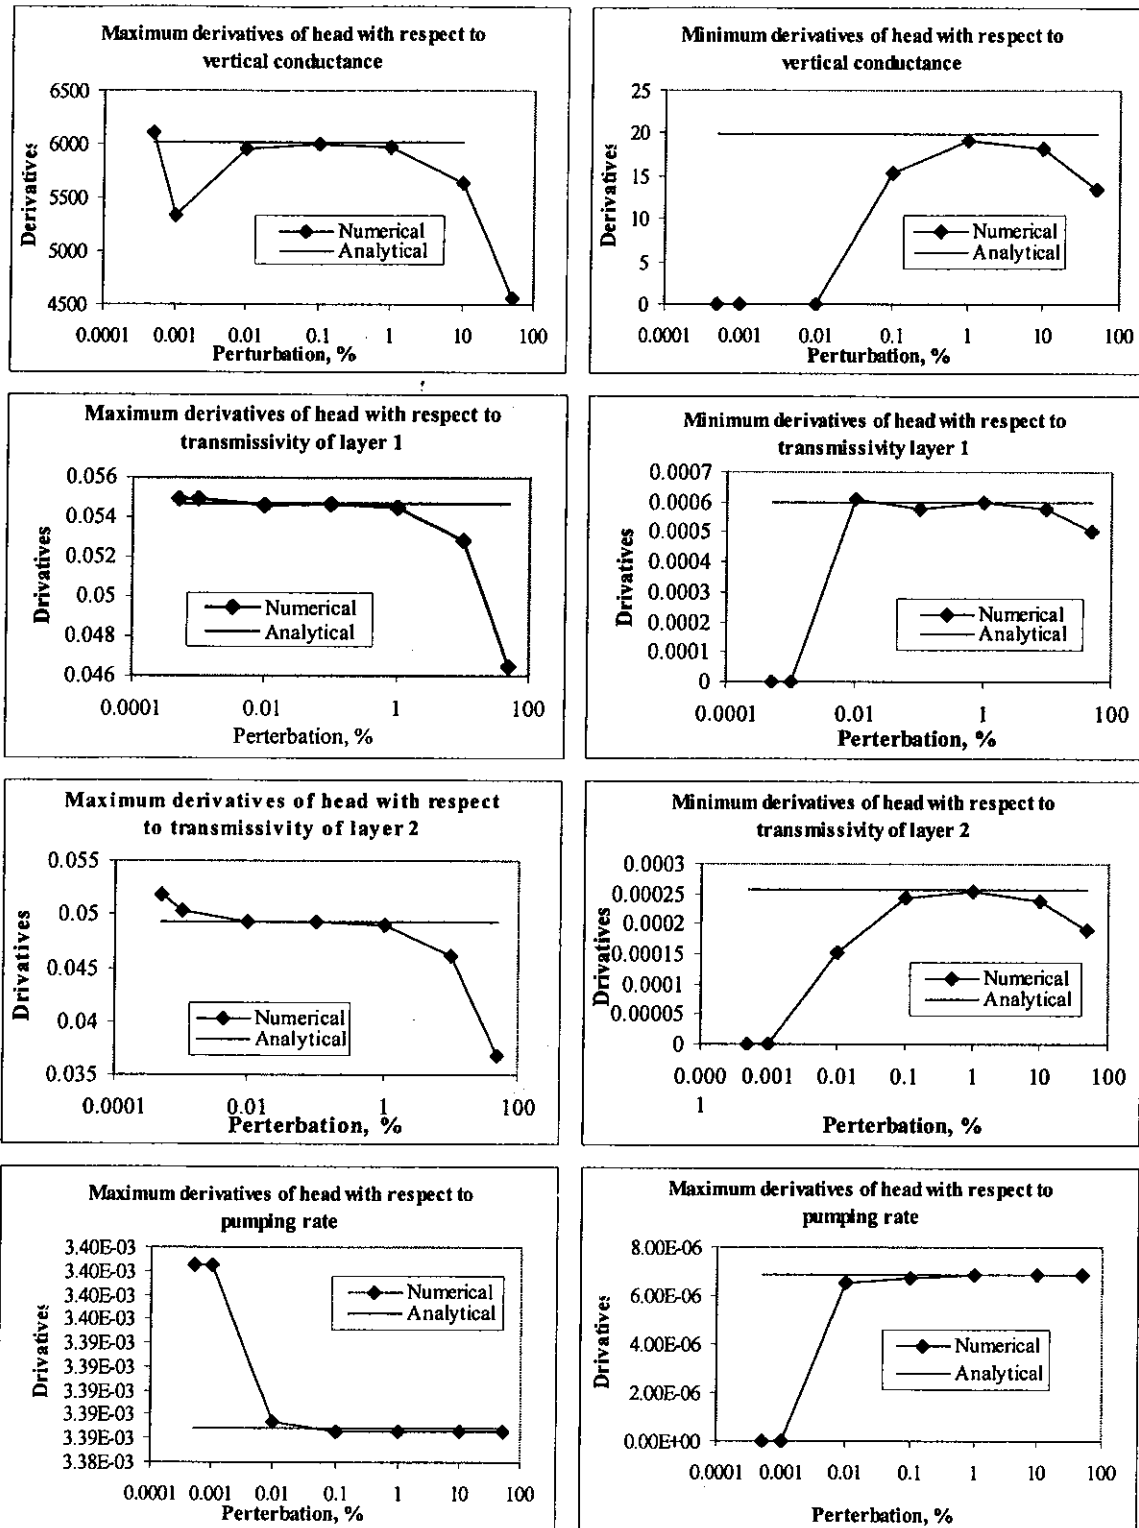 Maximum derivatives of head with respect to
vertical conductance
6500
6000
5500
5000
4500
Derivatives
Numerical
Analytical
0.0001 0.001 0.01 0.1 1 10 100
Perturbation, %
Minimum derivatives of head with respect to
vertical conductance
25
20
15
10
5
0
Derivatives
Numerical
Analytical
0.0001 0.001 0.01 0.1 1 10 100
Perturbation, %
Maximum derivatives of head with respect to
transmissivity of layer 1
0.056
0.054
0.052
0.05
0.048
0.046
Drivatives
Numerical
Analytical
0.0001 0.01 1 100
Perterbation, %
Minimum derivatives of head with respect to
transmissivity layer 1
0.0007
0.0006
0.0005
0.0004
0.0003
0.0002
0.0001
0
Drivatives
Numerical
Analytical
0.0001 0.01 1 100
Perterbation, %
Maximum derivatives of head with respect
to transmissivity of layer 2
0.055
0.05
0.045
0.04
0.035
Drivatives
Numerical
Analytical
0.0001 0.01 1 100
Perterbation, %
Minimum derivatives of head with respect to
transmissivity of layer 2
0.0003
0.00025
0.0002
0.00015
0.0001
0.00005
0
Drivatives
Numerical
Analytical
0.000 0.001 0.01 0.1 1 10 100
1
Perterbation, %
Maximum derivatives of head with respect to
pumping rate
3.40E-03
3.40E-03
3.40E-03
3.40E-03
3.39E-03
3.39E-03
3.39E-03
3.39E-03
3.39E-03
3.38E-03
Drivatives
Numerical
Analytical
0.0001 0.001 0.01 0.1 1 10 100
Perterbation, %
Maximum derivatives of head with respect to
pumping rate
8.00E-06
6.00E-06
4.00E-06
2.00E-06
0.00E+00
Drivatives
Numerical
Analytical
0.0001 0.001 0.01 0.1 1 10 100
Perterbation, %